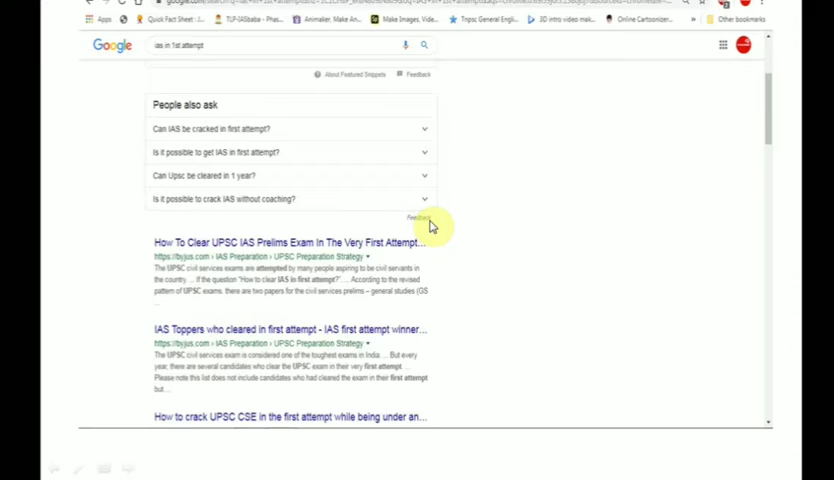 Apps
Quick Fact Sheet : J...
TLP-IASbaba - Phas...
Animaker, Make An...
Make Images, Vide...
Tnpsc General Engli...
3D intro video mak...
Online Cartoonizer...
»
Other bookmarks
Google
ias in 1st attempt
About Featured Snippets
Feedback
People also ask
Can IAS be cracked in first attempt?
Is it possible to get IAS in first attempt?
Can Upsc be cleared in 1 year?
Is it possible to crack IAS without coaching?
Feedback
How To Clear UPSC IAS Prelims Exam In The Very First Attempt...
https://byjus.com › IAS Preparation › UPSC Preparation Strategy
The UPSC civil services exams are attempted by many people aspiring to be civil servants in
the country. ... If the question "How to clear IAS in first attempt?" ... According to the revised
pattern of UPSC exams, there are two papers for the civil services prelims – general studies (GS
...
IAS Toppers who cleared in first attempt - IAS first attempt winner...
https://byjus.com › IAS Preparation › UPSC Preparation Strategy
The UPSC civil services exam is considered one of the toughest exams in India. ... But every
year, there are several candidates who clear the UPSC exam in their very first attempt. ...
Please note this list does not include candidates who had cleared the exam in their first attempt
but...
How to crack UPSC CSE in the first attempt while being under an...